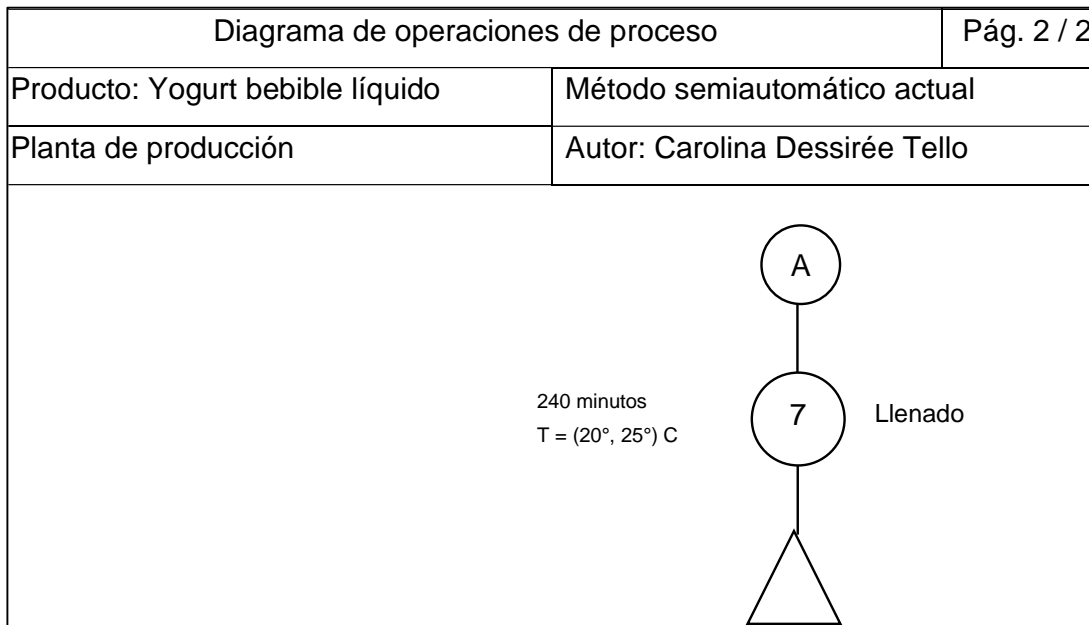 Diagrama de operaciones de proceso
Pág. 2 / 2
Producto: Yogurt bebible líquido
Método semiautomático actual
Planta de producción
Autor: Carolina Dessirée Tello
A
240 minutos
T = (20°, 25°) C
7
Llenado